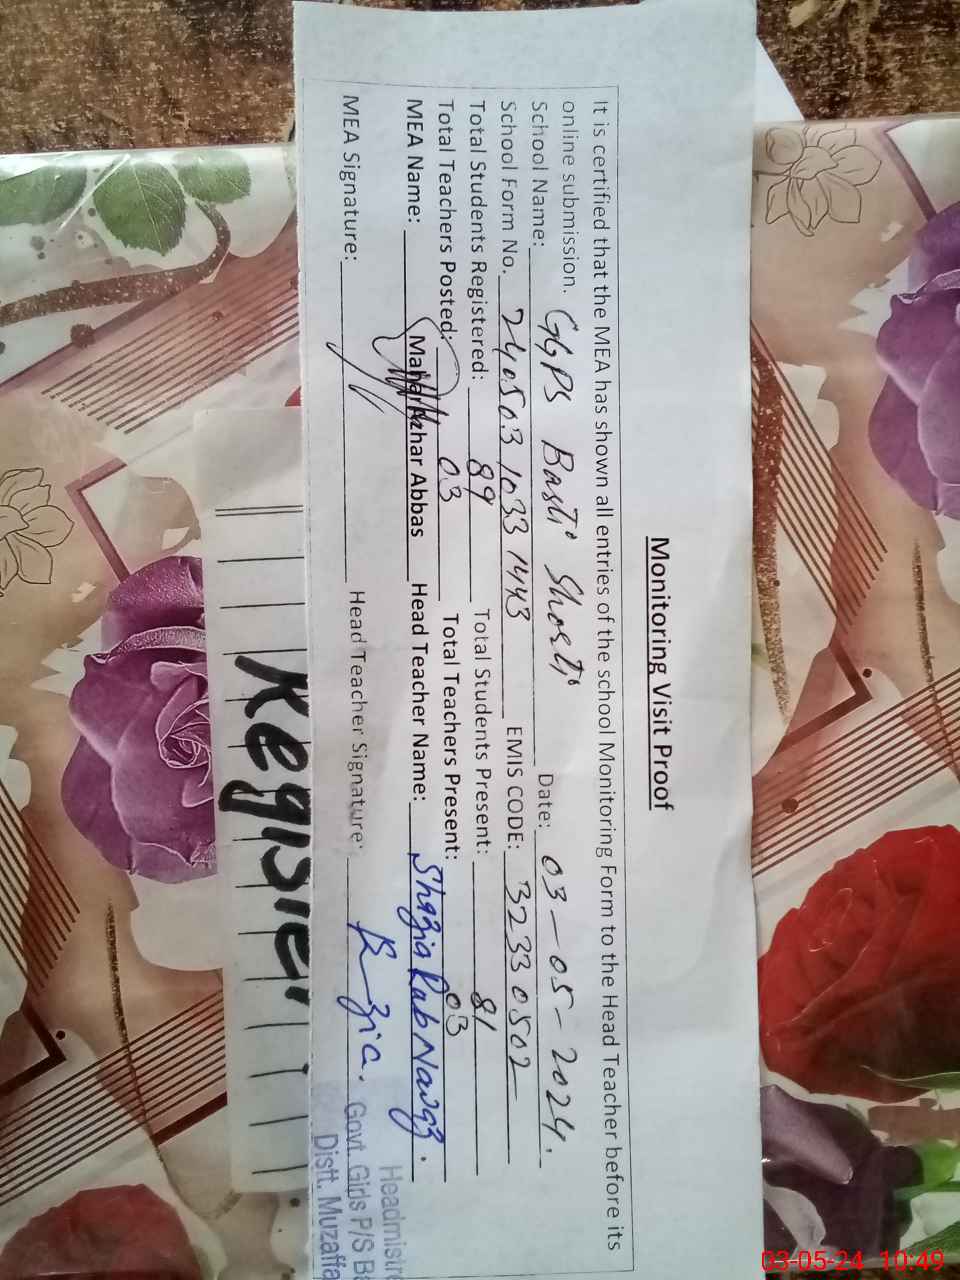 Monitoring Visit Proof
It is certified that the MEA has shown all entries of the school Monitoring Form to the Head Teacher before its
online submission.
School Name: GGPS Basti Shorti Date: 03-05-2024.
School Form No. 240503 1033 1443 EMIS CODE: 32330502
Total Students Registered: 89 Total Students Present: 81
Total Teachers Posted: 03 Total Teachers Present: 03
MEA Name: Mahar Azhar Abbas Head Teacher Name: Shazia Rab Nawaz.
MEA Signature: Head Teacher Signature:
Headmistre
Govt. Girls P/S Ba
Distt. Muzaffa
Register
03-05-24 10:49